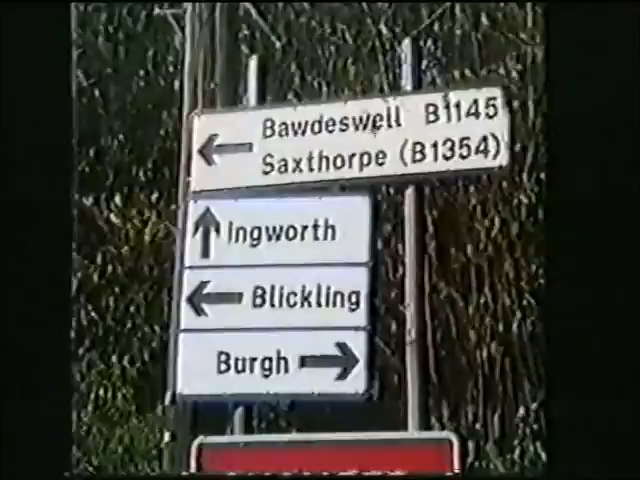 Bawdeswell B1145
Saxthorpe (B1354)
Ingworth
Blickling
Burgh